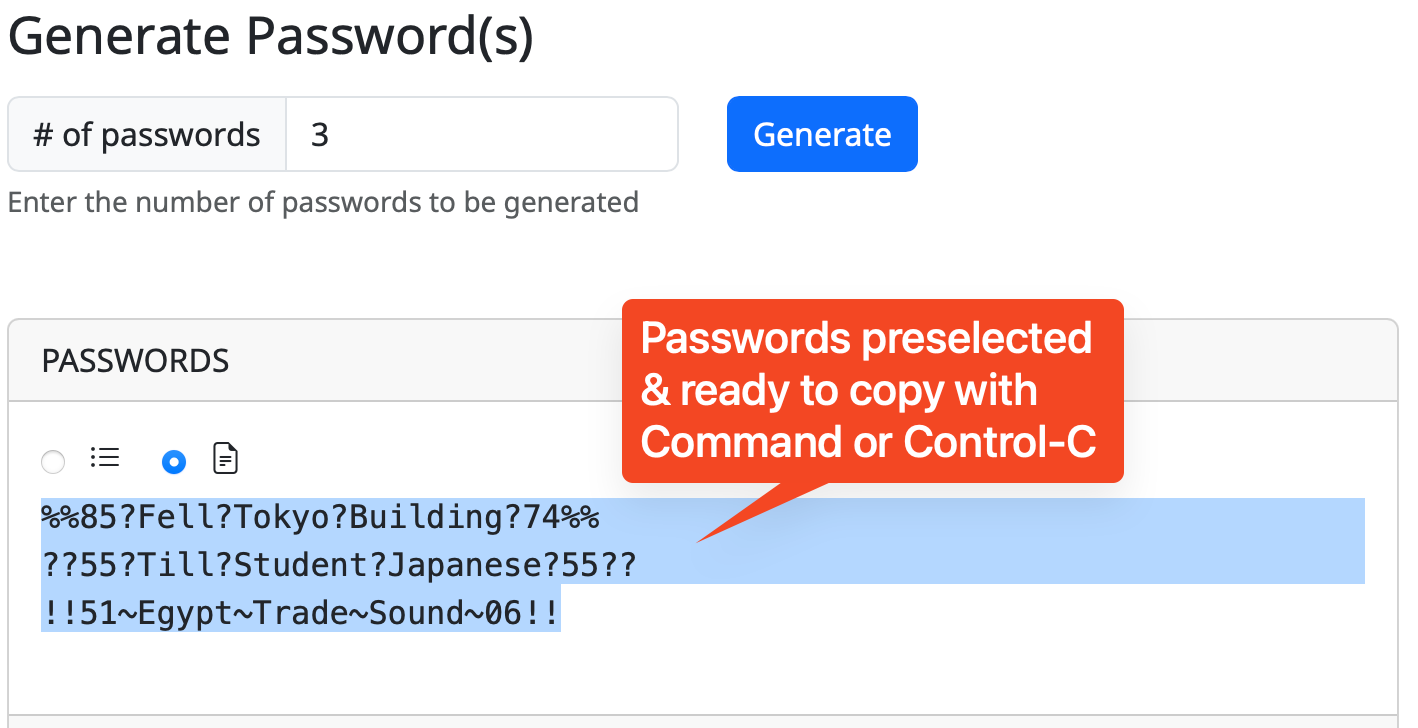 Generate Password(s)
# of passwords 3 Generate
Enter the number of passwords to be generated
Passwords preselected
& ready to copy with
Command or Control-C
PASSWORDS
%%85?Fell?Tokyo?Building?74%%
??55?Till?Student?Japanese?55??
!!51~Egypt~Trade~Sound~06!!